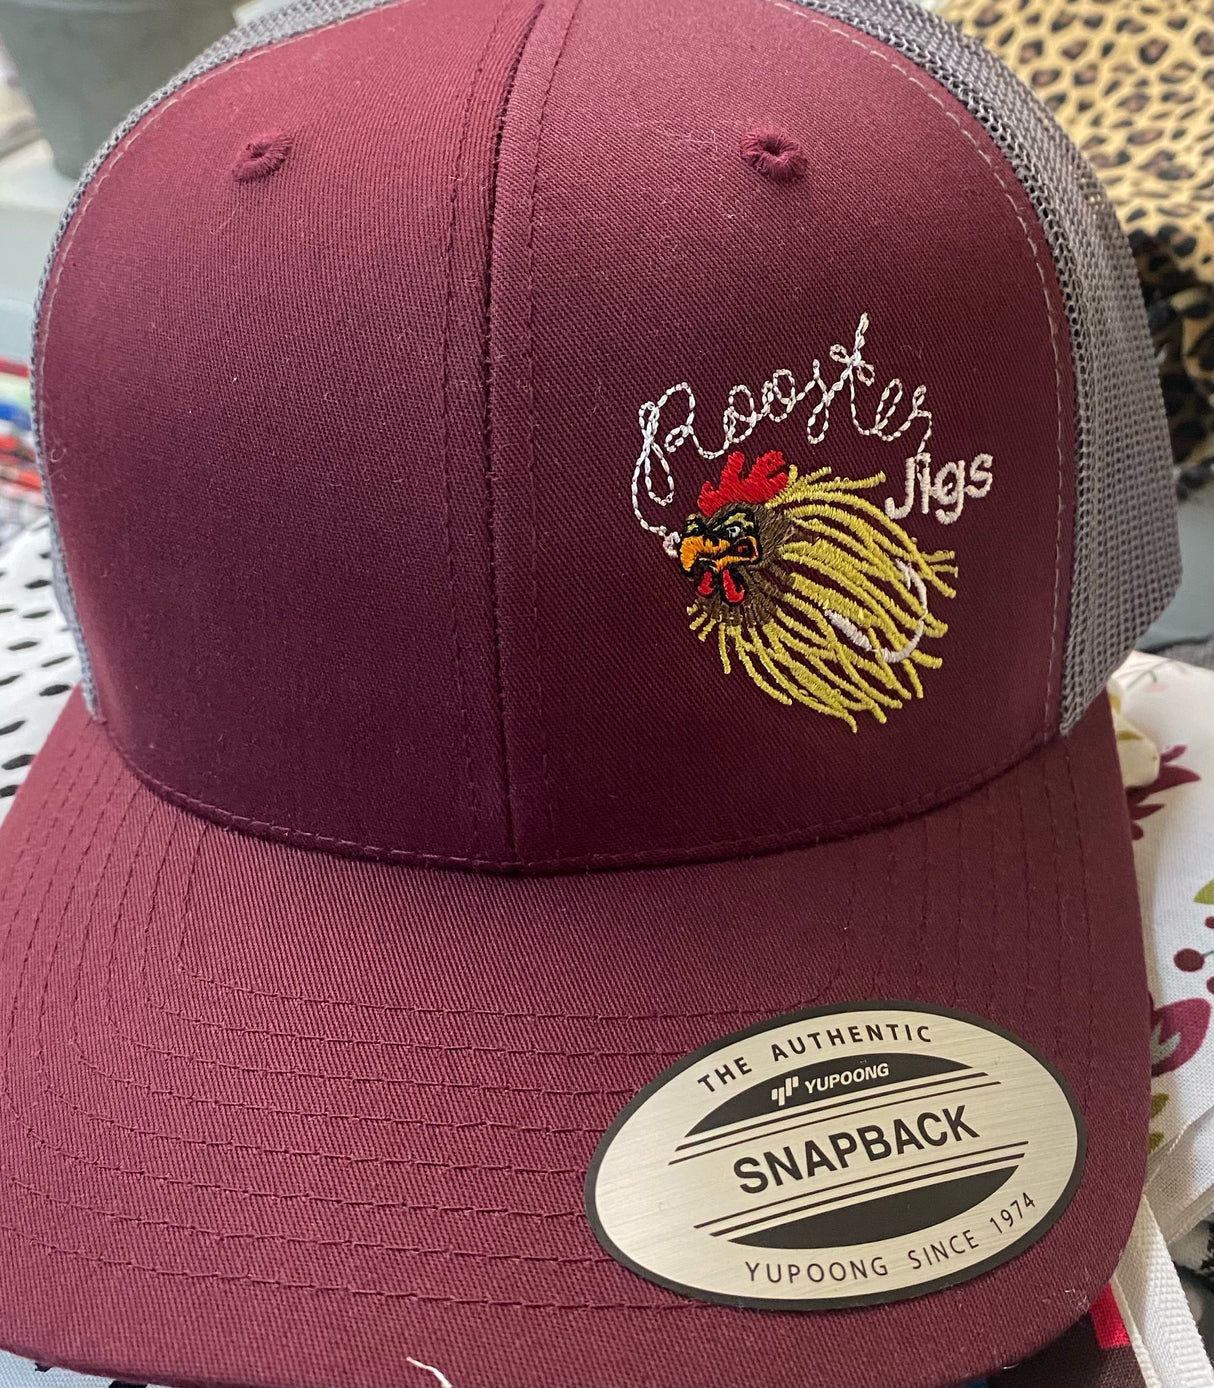 Rooster
Jigs
THE AUTHENTIC
YUPOONG
SNAPBACK
YUPOONG SINCE 1974